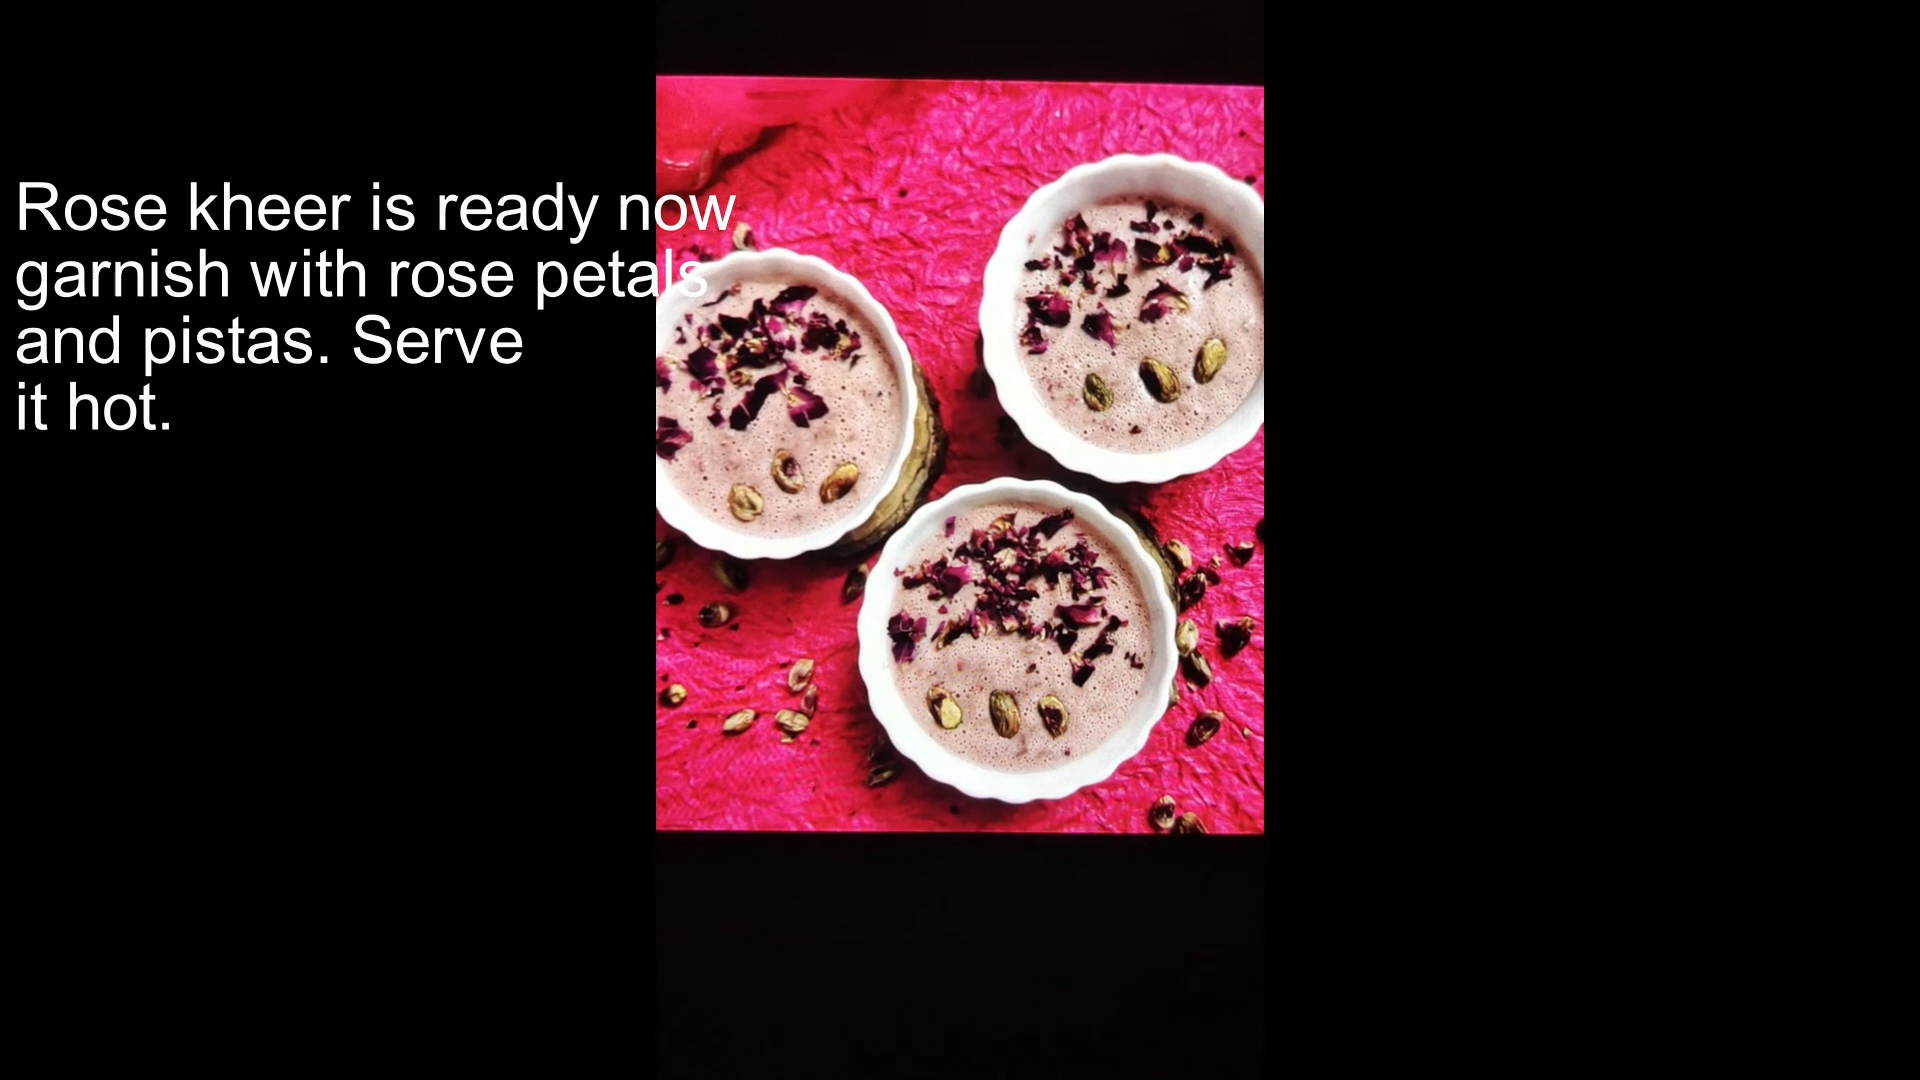 Rose kheer is ready now
garnish with rose petals
and pistas. Serve
it hot.